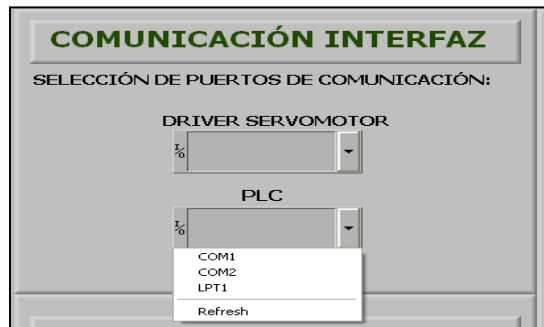 COMUNICACIÓN INTERFAZ
SELECCIÓN DE PUERTOS DE COMUNICACIÓN:
DRIVER SERVOMOTOR
I/O
PLC
I/O
COM1
COM2
LPT1
Refresh